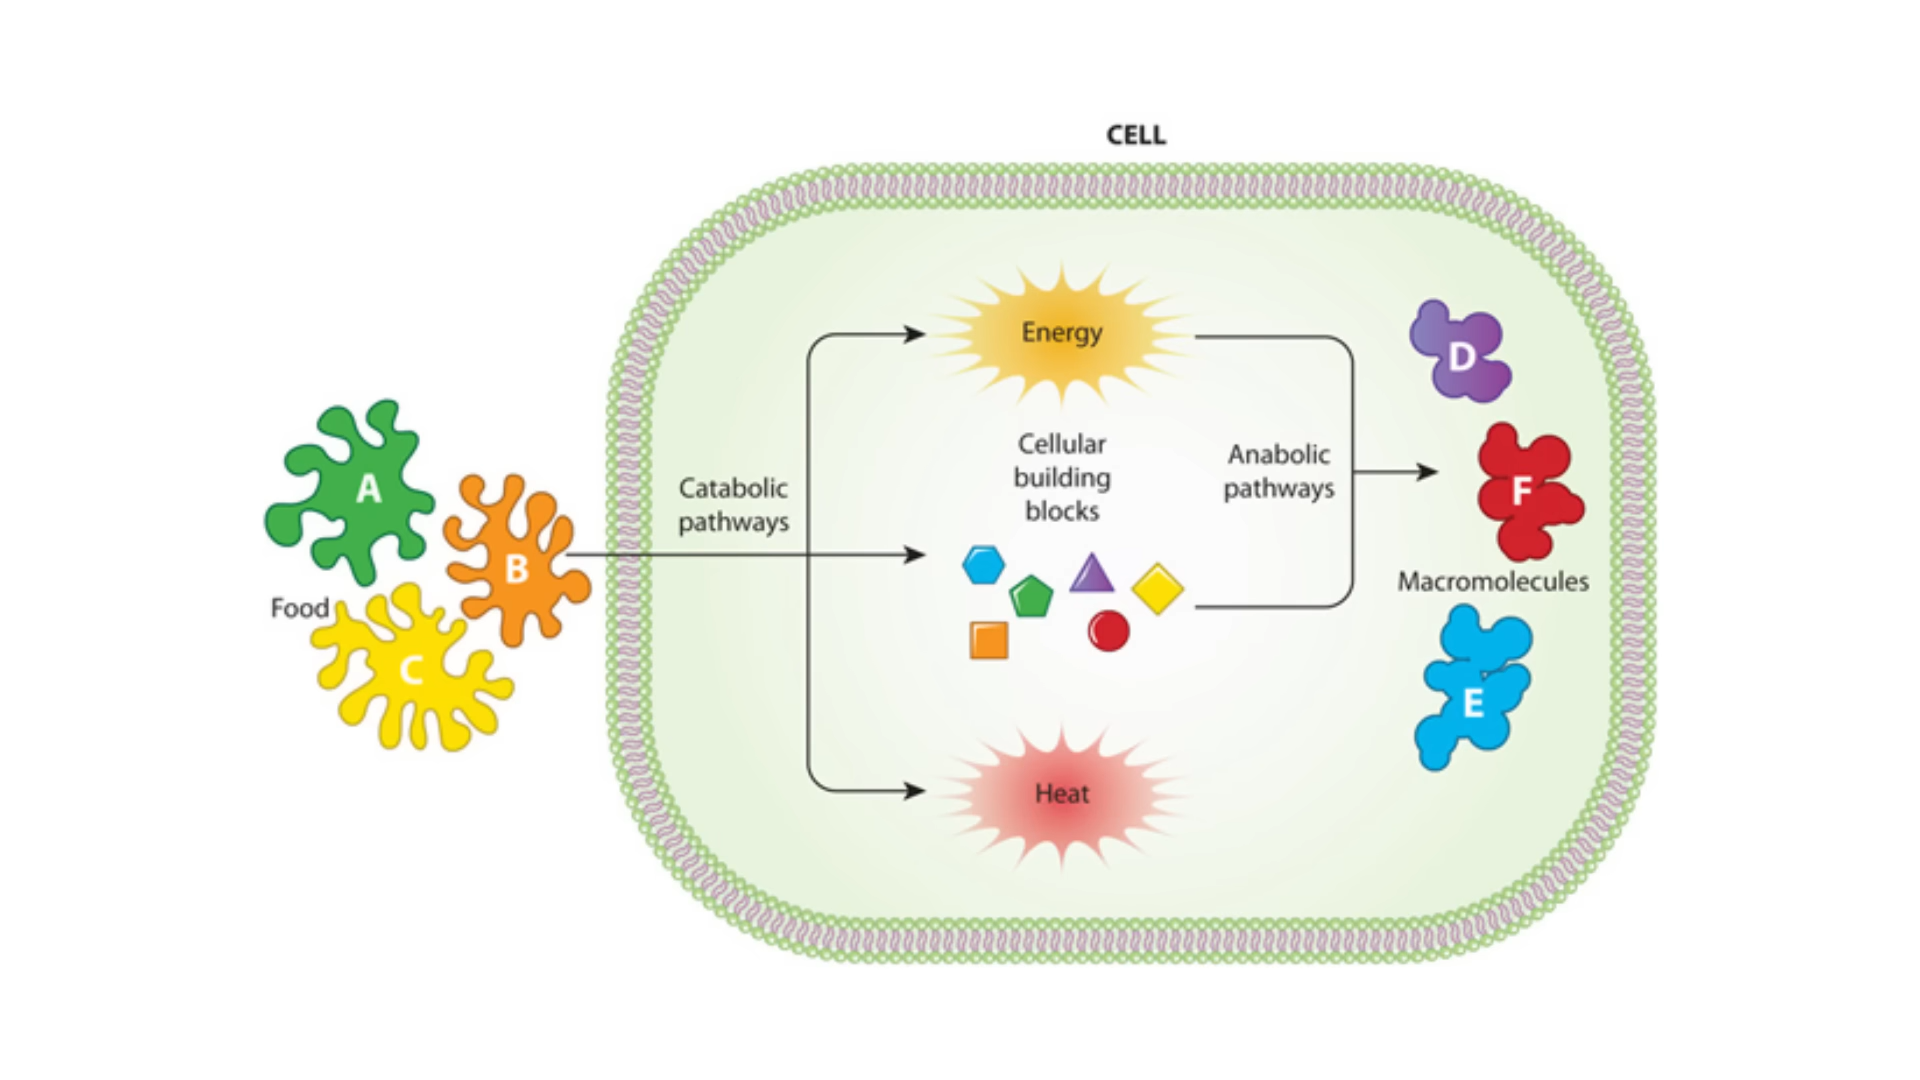 CELL
Energy
Cellular
building
blocks
Catabolic
pathways
Anabolic
pathways
A
B
Food
C
Heat
D
F
Macromolecules
E